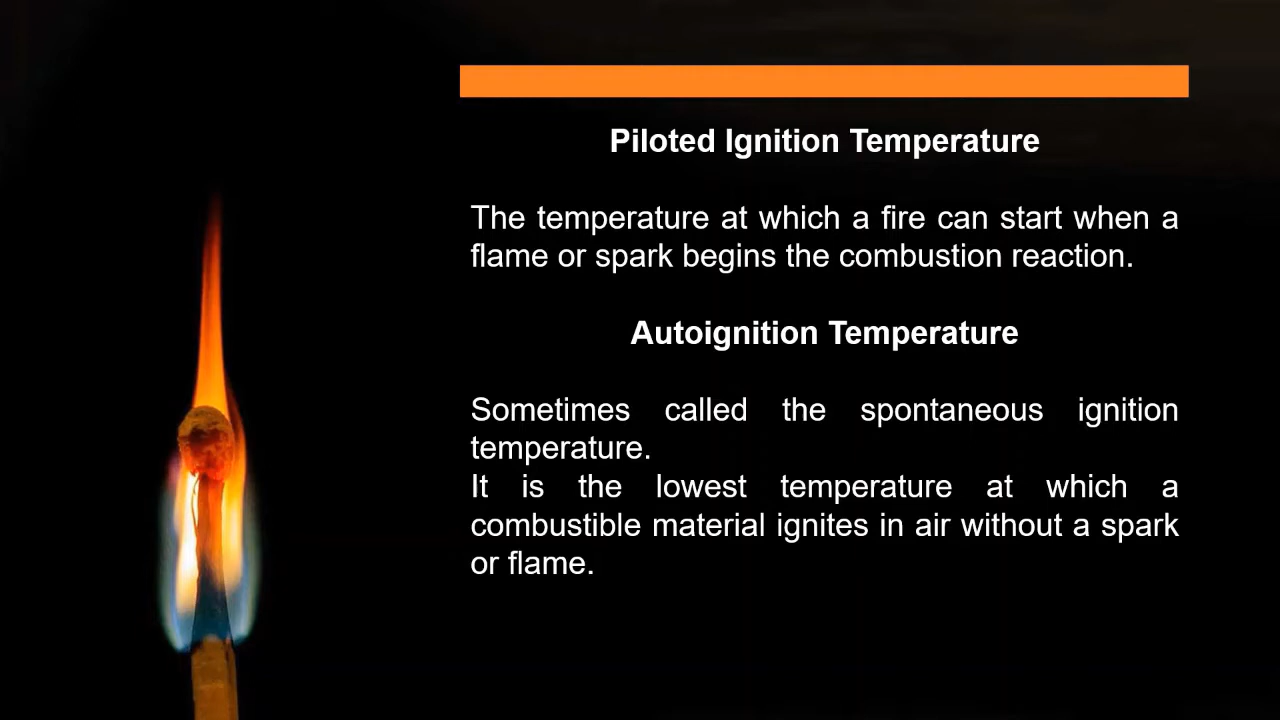 Piloted Ignition Temperature
The temperature at which a fire can start when a
flame or spark begins the combustion reaction.
Autoignition Temperature
Sometimes called the spontaneous ignition
temperature.
It is the lowest temperature at which a
combustible material ignites in air without a spark
or flame.